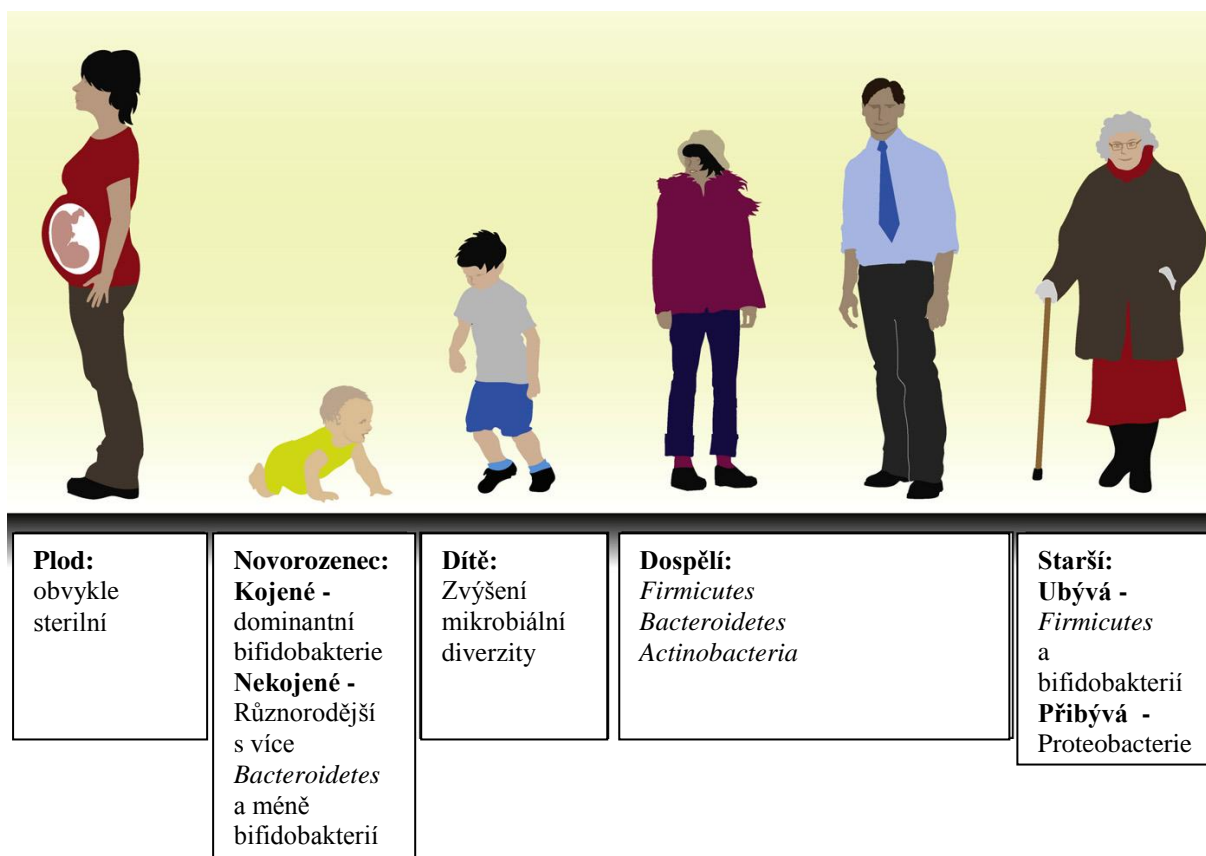 Plod:
obvykle
sterilní
Novorozenec:
Kojené -
dominantní
bifidobakterie
Nekojené -
Různorodější
s více
Bacteroidetes
a méně
bifidobakterií
Dítě:
Zvýšení
mikrobiální
diverzity
Dospělí:
Firmicutes
Bacteroidetes
Actinobacteria
Starší:
Ubývá -
Firmicutes
a
bifidobakterií
Přibývá -
Proteobacterie